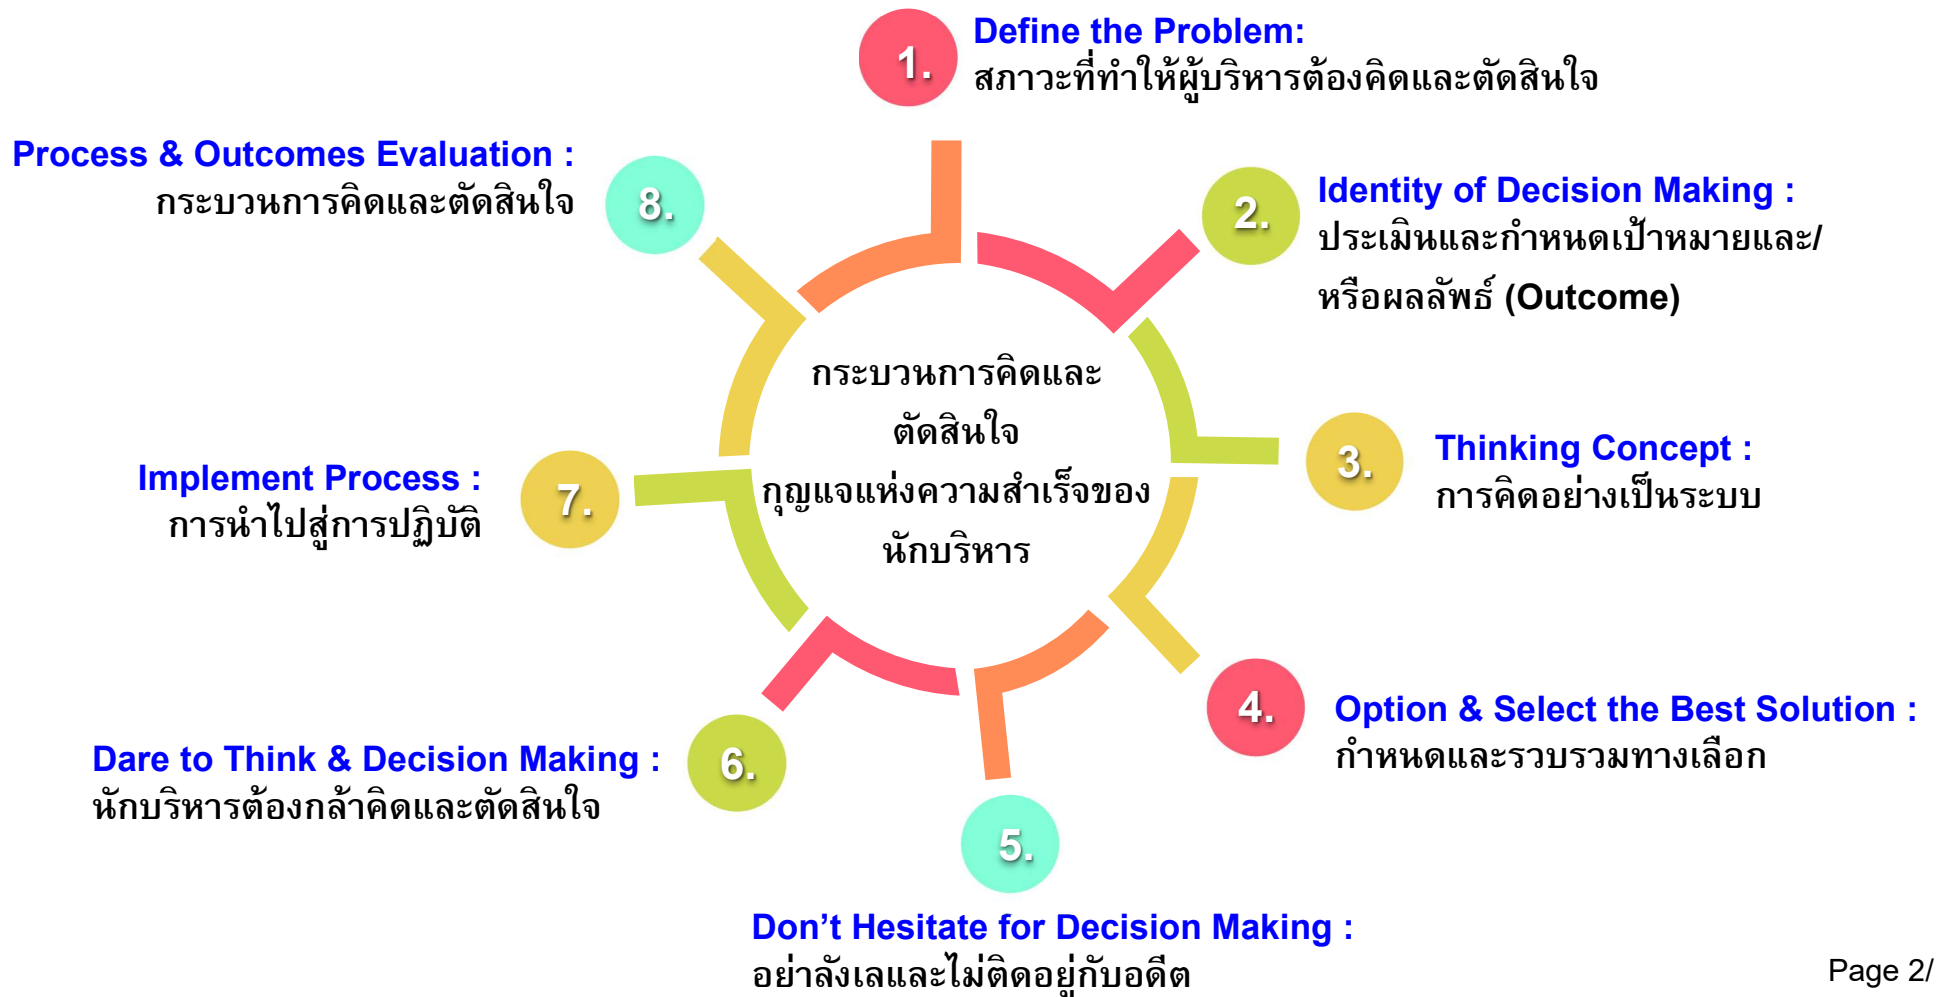 1.
Define the Problem:
สภาวะที่ทำให้ผู้บริหารต้องคิดและตัดสินใจ
2.
Identity of Decision Making :
ประเมินและกำหนดเป้าหมายและ/
หรือผลลัพธ์ (Outcome)
3.
Thinking Concept :
การคิดอย่างเป็นระบบ
4.
Option & Select the Best Solution :
กำหนดและรวบรวมทางเลือก
5.
Don’t Hesitate for Decision Making :
อย่าลังเลและไม่ติดอยู่กับอดีต
6.
Dare to Think & Decision Making :
นักบริหารต้องกล้าคิดและตัดสินใจ
7.
Implement Process :
การนำไปสู่การปฏิบัติ
8.
Process & Outcomes Evaluation :
กระบวนการคิดและตัดสินใจ
กระบวนการคิดและ
ตัดสินใจ
กุญแจแห่งความสำเร็จของ
นักบริหาร
Page 2/